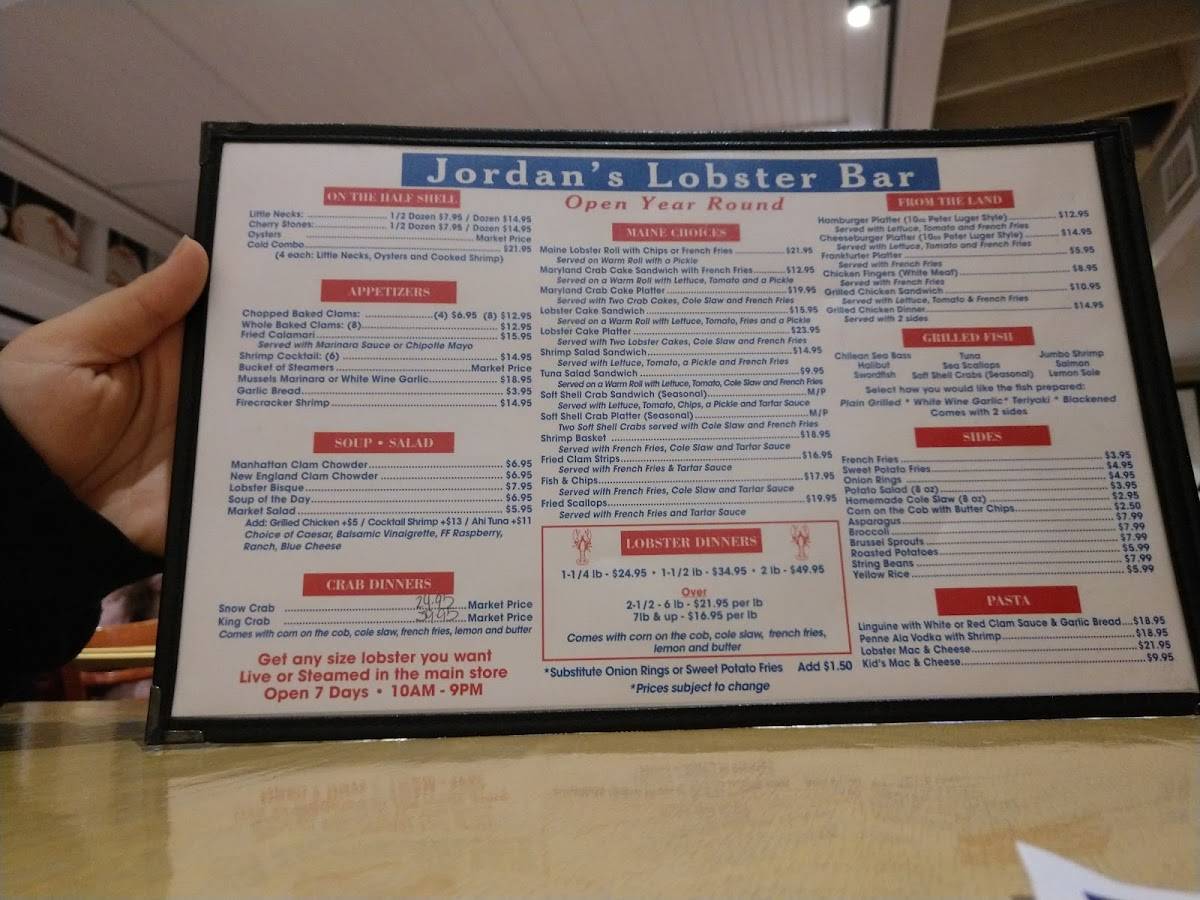 Jordan's Lobster Bar
Open Year Round
ON THE HALF SHELL
Little Necks: 1/2 Dozen $7.95 / Dozen $14.95
Cherry Stones: 1/2 Dozen $7.95 / Dozen $14.95
Oysters Market Price
Cold Combo $21.95
(4 each: Little Necks, Oysters and Cooked Shrimp)
APPETIZERS
Chopped Baked Clams: (4) $6.95 (8) $12.95
Whole Baked Clams: (8) $12.95
Fried Calamari $15.95
Served with Marinara Sauce or Chipotle Mayo
Shrimp Cocktail: (6) $14.95
Bucket of Steamers Market Price
Mussels Marinara or White Wine Garlic $18.95
Garlic Bread $3.95
Firecracker Shrimp $14.95
SOUP • SALAD
Manhattan Clam Chowder $6.95
New England Clam Chowder $6.95
Lobster Bisque $7.95
Soup of the Day $6.95
Market Salad $5.95
Add: Grilled Chicken +$5 / Cocktail Shrimp +$13 / Ahi Tuna +$11
Choice of Caesar, Balsamic Vinaigrette, FF Raspberry,
Ranch, Blue Cheese
CRAB DINNERS
Snow Crab 24.95 Market Price
King Crab 39.95 Market Price
Comes with corn on the cob, cole slaw, french fries, lemon and butter
Get any size lobster you want
Live or Steamed in the main store
Open 7 Days • 10AM - 9PM
MAINE CHOICES
Maine Lobster Roll with Chips or French Fries $21.95
Served on Warm Roll with a Pickle
Maryland Crab Cake Sandwich with French Fries $12.95
Served on a Warm Roll with Lettuce, Tomato and a Pickle
Maryland Crab Cake Platter $19.95
Served with Two Crab Cakes, Cole Slaw and French Fries
Lobster Cake Sandwich $15.95
Served on a Warm Roll with Lettuce, Tomato, Fries and a Pickle
Lobster Cake Platter $23.95
Served with Two Lobster Cakes, Cole Slaw and French Fries
Shrimp Salad Sandwich $14.95
Served with Lettuce, Tomato, a Pickle and French Fries
Tuna Salad Sandwich $9.95
Served on a Warm Roll with Lettuce, Tomato, Cole Slaw and French Fries
Soft Shell Crab Sandwich (Seasonal) M/P
Served with Lettuce, Tomato, Chips, a Pickle and Tartar Sauce
Soft Shell Crab Platter (Seasonal) M/P
Two Soft Shell Crabs served with Cole Slaw and French Fries
Shrimp Basket $18.95
Served with French Fries, Cole Slaw and Tartar Sauce
Fried Clam Strips $16.95
Served with French Fries & Tartar Sauce
Fish & Chips $17.95
Served with French Fries, Cole Slaw and Tartar Sauce
Fried Scallops $19.95
Served with French Fries and Tartar Sauce
LOBSTER DINNERS
1-1/4 lb - $24.95 • 1-1/2 lb - $34.95 • 2 lb - $49.95
Over
2-1/2 - 6 lb - $21.95 per lb
7lb & up - $16.95 per lb
Comes with corn on the cob, cole slaw, french fries,
lemon and butter
*Substitute Onion Rings or Sweet Potato Fries Add $1.50
*Prices subject to change
FROM THE LAND
Hamburger Platter (10oz Peter Luger Style) $12.95
Served with Lettuce, Tomato and French Fries
Cheeseburger Platter (10oz Peter Luger Style) $14.95
Served with Lettuce, Tomato and French Fries
Frankfurter Platter $5.95
Served with French Fries
Chicken Fingers (White Meat) $8.95
Served with French Fries
Grilled Chicken Sandwich $10.95
Served with Lettuce, Tomato & French Fries
Grilled Chicken Dinner $14.95
Served with 2 sides
GRILLED FISH
Chilean Sea Bass Tuna Jumbo Shrimp
Halibut Sea Scallops Salmon
Swordfish Soft Shell Crabs (Seasonal) Lemon Sole
Select how you would like the fish prepared:
Plain Grilled * White Wine Garlic * Teriyaki * Blackened
Comes with 2 sides
SIDES
French Fries $3.95
Sweet Potato Fries $4.95
Onion Rings $4.95
Potato Salad (8 oz) $3.95
Homemade Cole Slaw (8 oz) $2.95
Corn on the Cob with Butter Chips $2.50
Asparagus $7.99
Broccoli $7.99
Brussel Sprouts $7.99
Roasted Potatoes $5.99
String Beans $7.99
Yellow Rice $5.99
PASTA
Linguine with White or Red Clam Sauce & Garlic Bread $18.95
Penne Ala Vodka with Shrimp $18.95
Lobster Mac & Cheese $21.95
Kid's Mac & Cheese $9.95